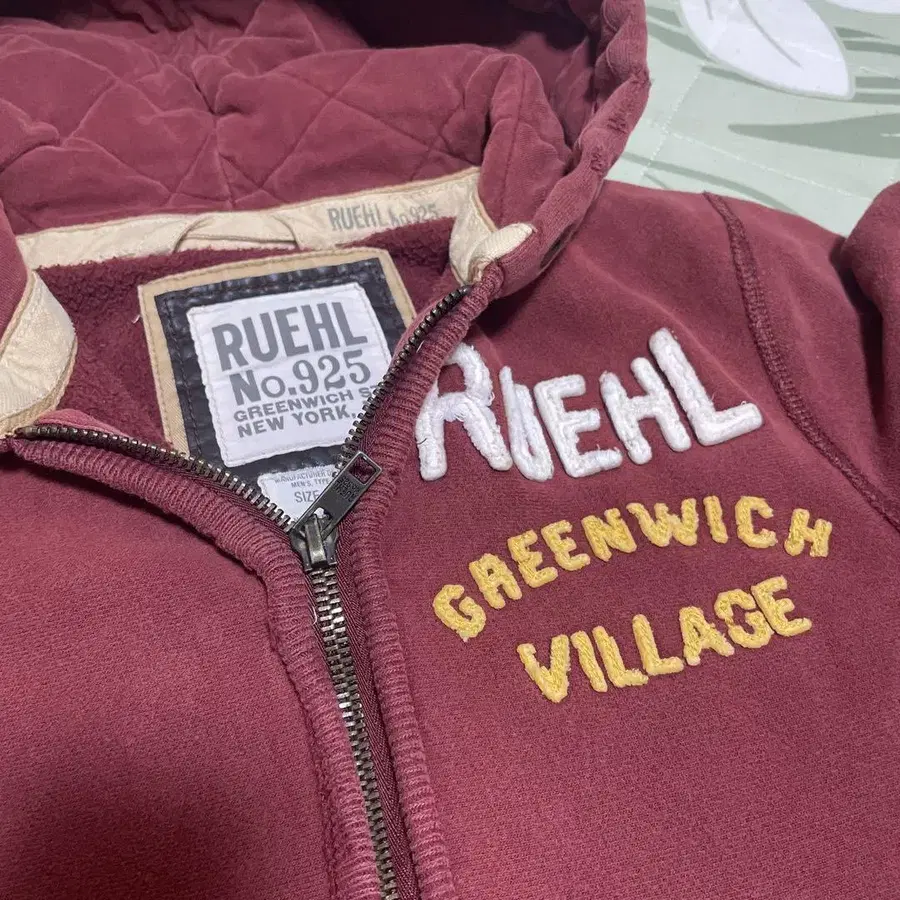 RUEHL No.925
RUEHL
No.925
GREENWICH ST
NEW YORK,
SIZE
RUEHL
GREENWICH
VILLAGE